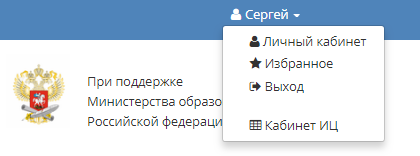 Сергей
Личный кабинет
Избранное
Выход
Кабинет ИЦ
При поддержке
Министерства образо
Российской федераци